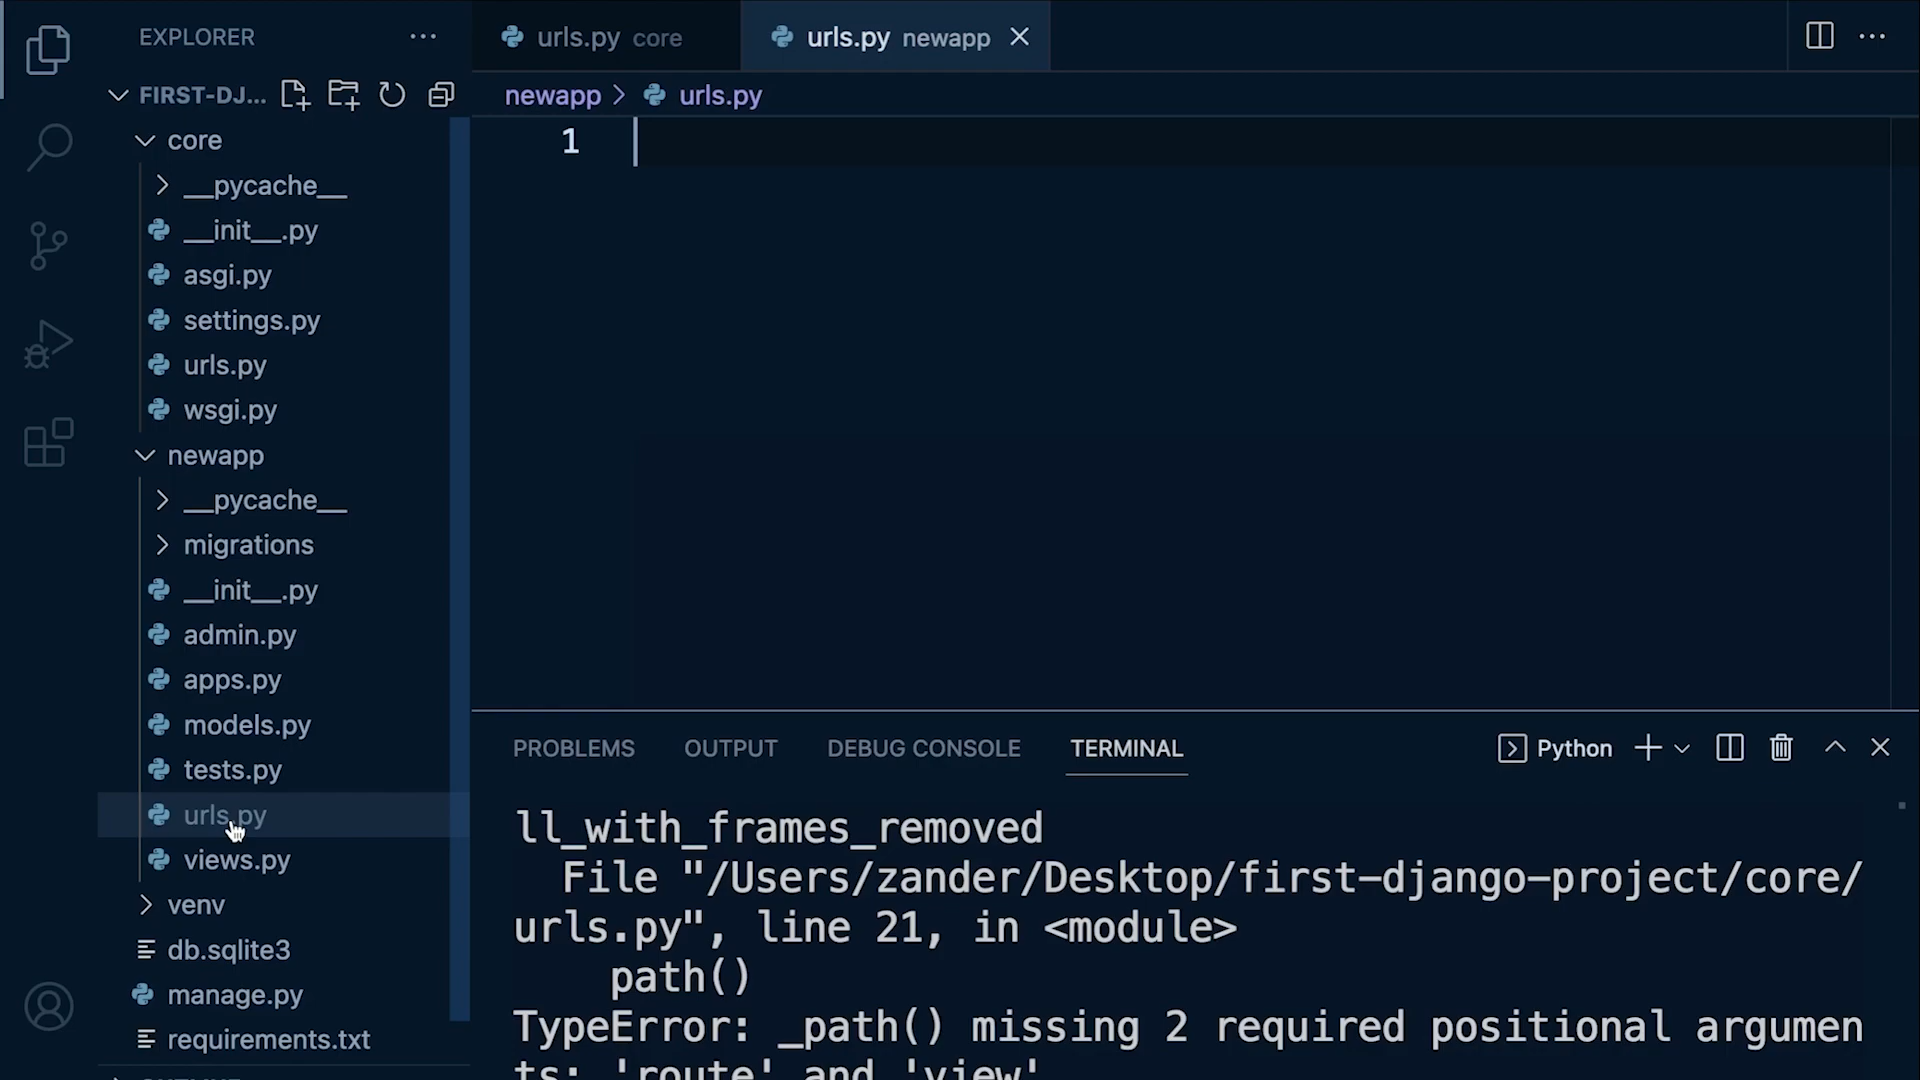 EXPLORER
FIRST-DJ...
core
__pycache__
__init__.py
asgi.py
settings.py
urls.py
wsgi.py
newapp
__pycache__
migrations
__init__.py
admin.py
apps.py
models.py
tests.py
urls.py
views.py
venv
db.sqlite3
manage.py
requirements.txt
urls.py core
urls.py newapp
newapp > urls.py
1
PROBLEMS OUTPUT DEBUG CONSOLE TERMINAL
Python
ll_with_frames_removed
File "/Users/zander/Desktop/first-django-project/core/
urls.py", line 21, in <module>
path()
TypeError: _path() missing 2 required positional argumen
ts: 'route' and 'view'